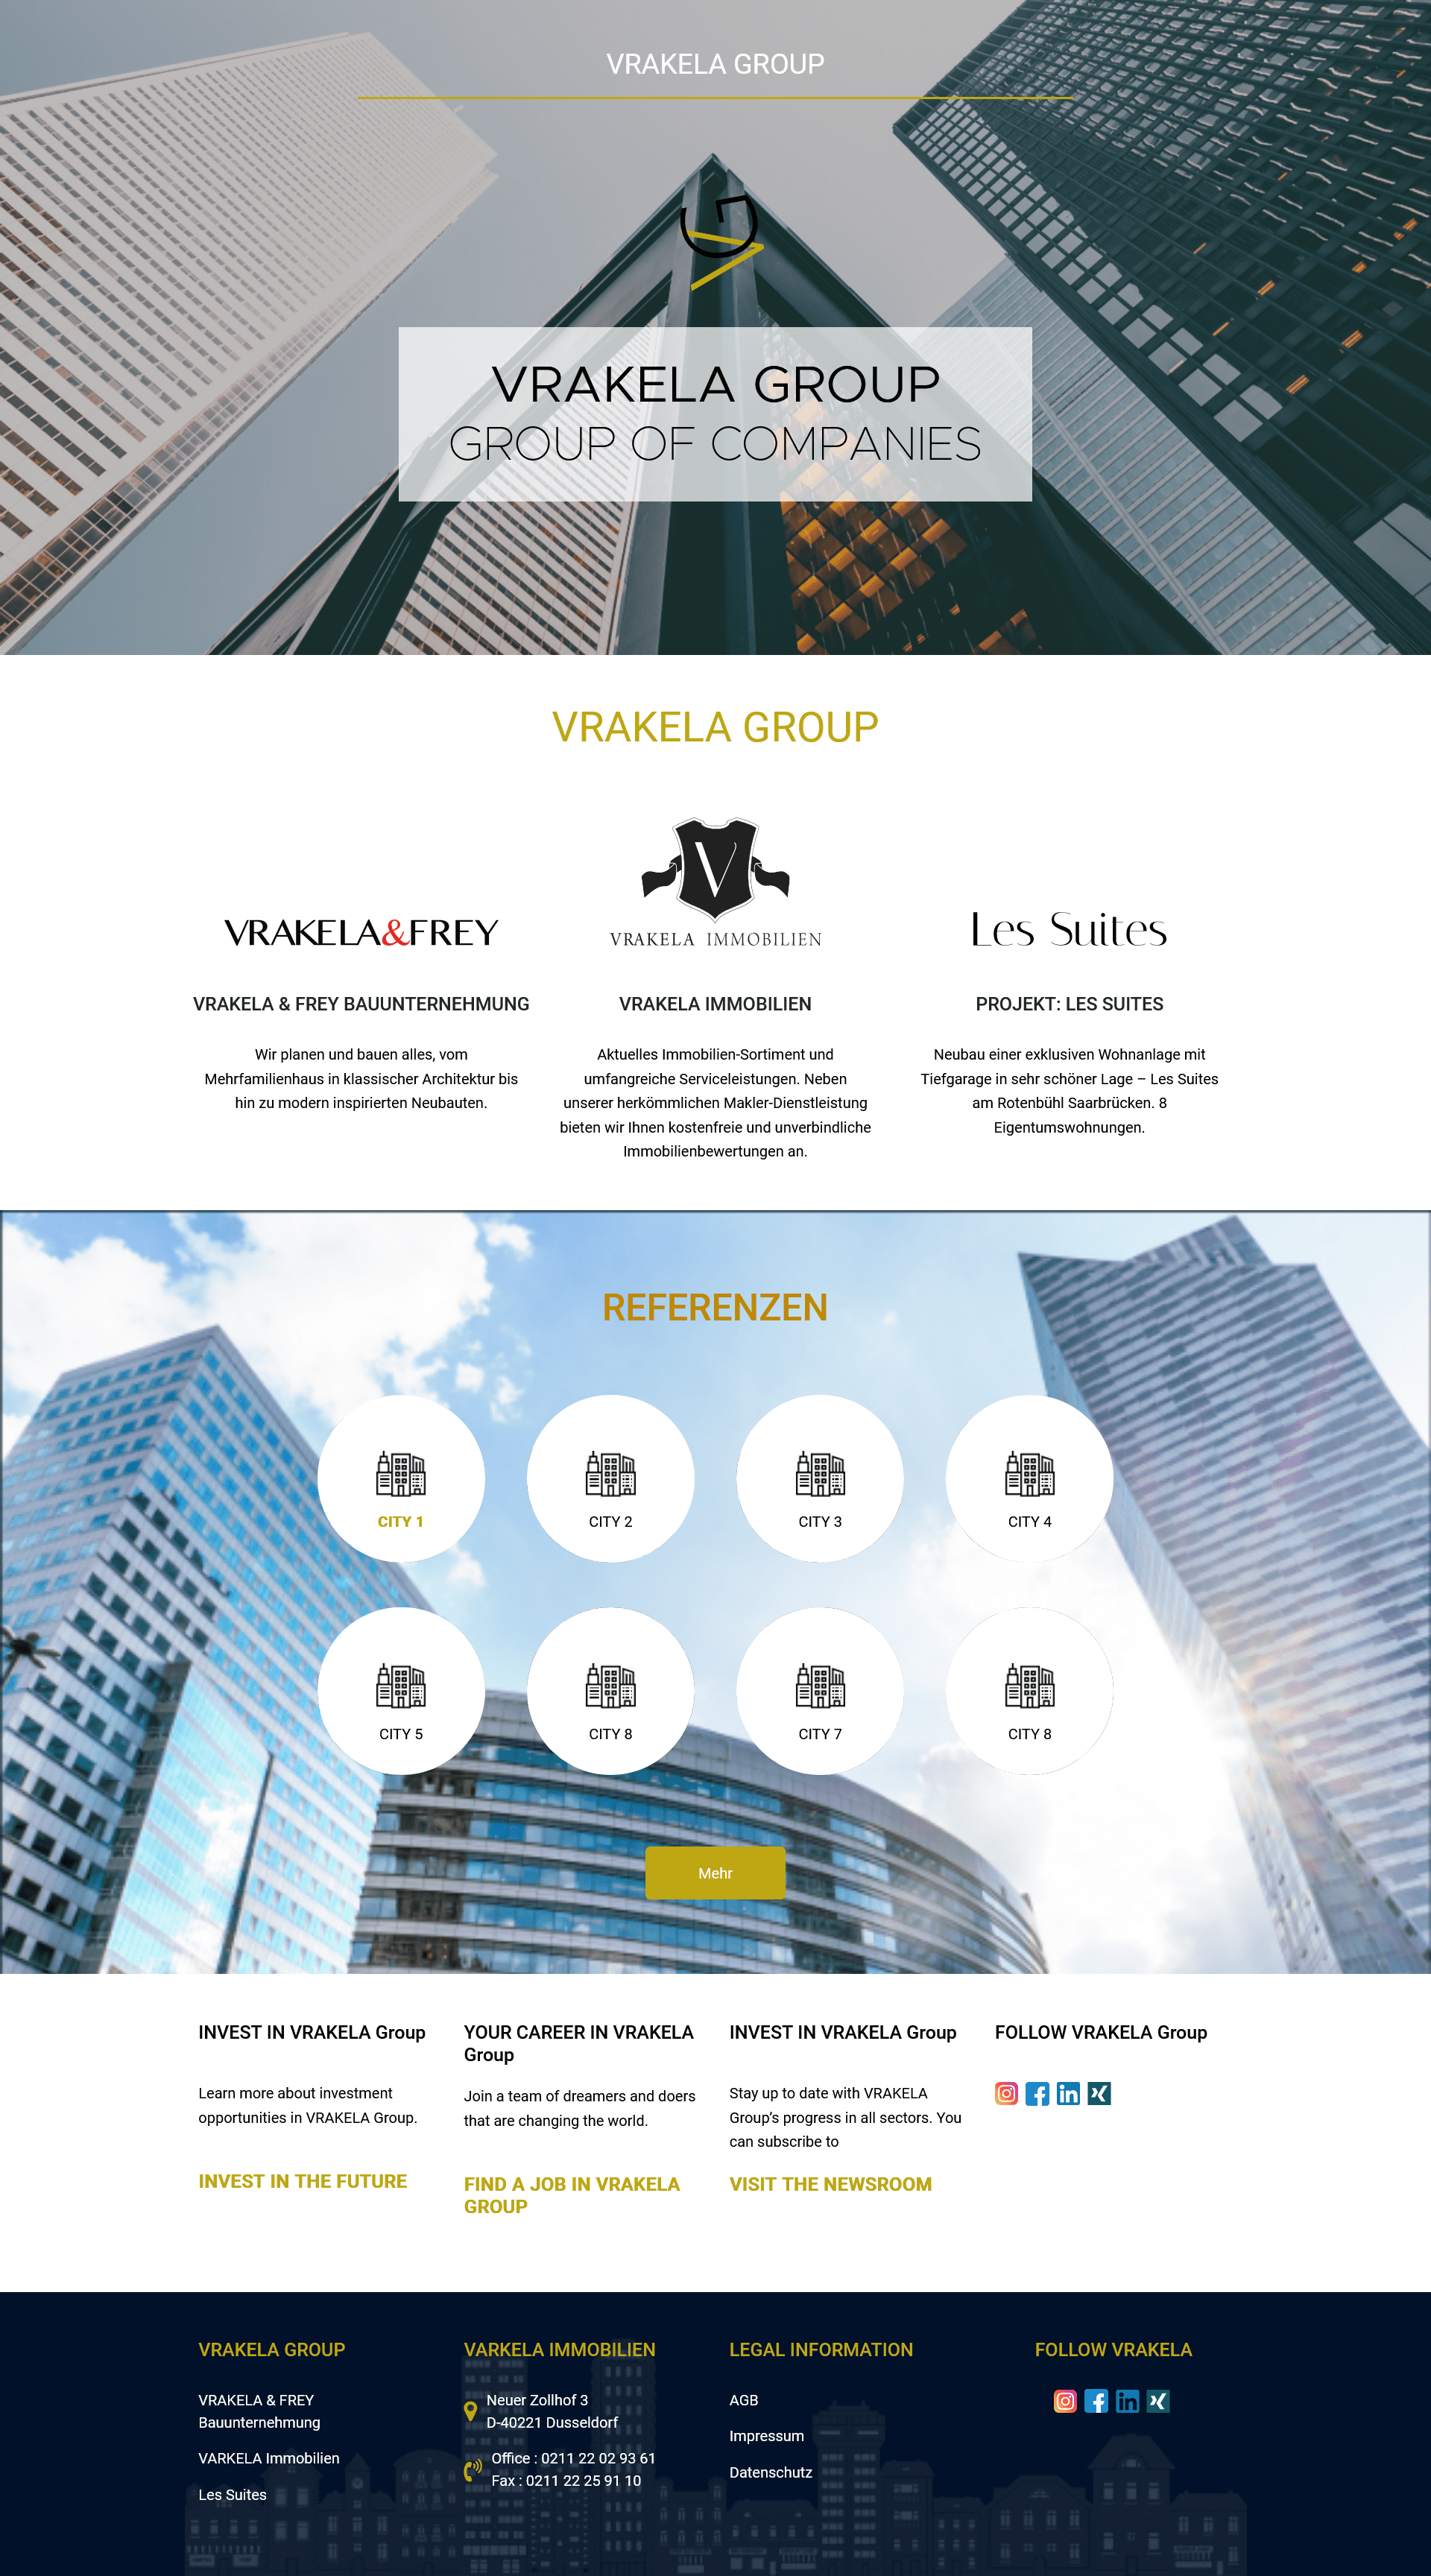 VRAKELA GROUP
VRAKELA GROUP
GROUP OF COMPANIES
VRAKELA GROUP
VRAKELA&FREY
VRAKELA & FREY BAUUNTERNEHMUNG
Wir planen und bauen alles, vom
Mehrfamilienhaus in klassischer Architektur bis
hin zu modern inspirierten Neubauten.
V
VRAKELA IMMOBILIEN
VRAKELA IMMOBILIEN
Aktuelles Immobilien-Sortiment und
umfangreiche Serviceleistungen. Neben
unserer herkömmlichen Makler-Dienstleistung
bieten wir Ihnen kostenfreie und unverbindliche
Immobilienbewertungen an.
Les Suites
PROJEKT: LES SUITES
Neubau einer exklusiven Wohnanlage mit
Tiefgarage in sehr schöner Lage – Les Suites
am Rotenbühl Saarbrücken. 8
Eigentumswohnungen.
REFERENZEN
CITY 1
CITY 2
CITY 3
CITY 4
CITY 5
CITY 8
CITY 7
CITY 8
Mehr
INVEST IN VRAKELA Group
Learn more about investment
opportunities in VRAKELA Group.
INVEST IN THE FUTURE
YOUR CAREER IN VRAKELA
Group
Join a team of dreamers and doers
that are changing the world.
FIND A JOB IN VRAKELA
GROUP
INVEST IN VRAKELA Group
Stay up to date with VRAKELA
Group’s progress in all sectors. You
can subscribe to
VISIT THE NEWSROOM
FOLLOW VRAKELA Group
VRAKELA GROUP
VRAKELA & FREY
Bauunternehmung
VARKELA Immobilien
Les Suites
VARKELA IMMOBILIEN
Neuer Zollhof 3
D-40221 Dusseldorf
Office : 0211 22 02 93 61
Fax : 0211 22 25 91 10
LEGAL INFORMATION
AGB
Impressum
Datenschutz
FOLLOW VRAKELA